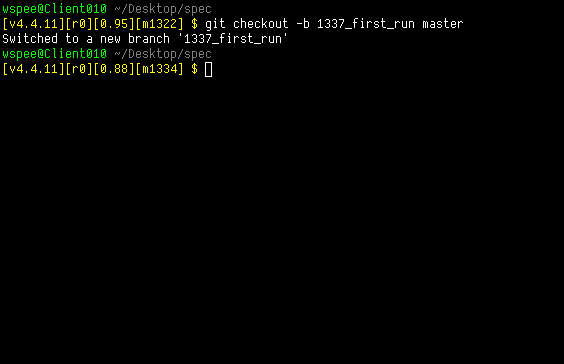 wspee@Client010 ~/Desktop/spec
[v4.4.11][r0][0.95][m1322] $ git checkout -b 1337_first_run master
Switched to a new branch '1337_first_run'
wspee@Client010 ~/Desktop/spec
[v4.4.11][r0][0.88][m1334] $